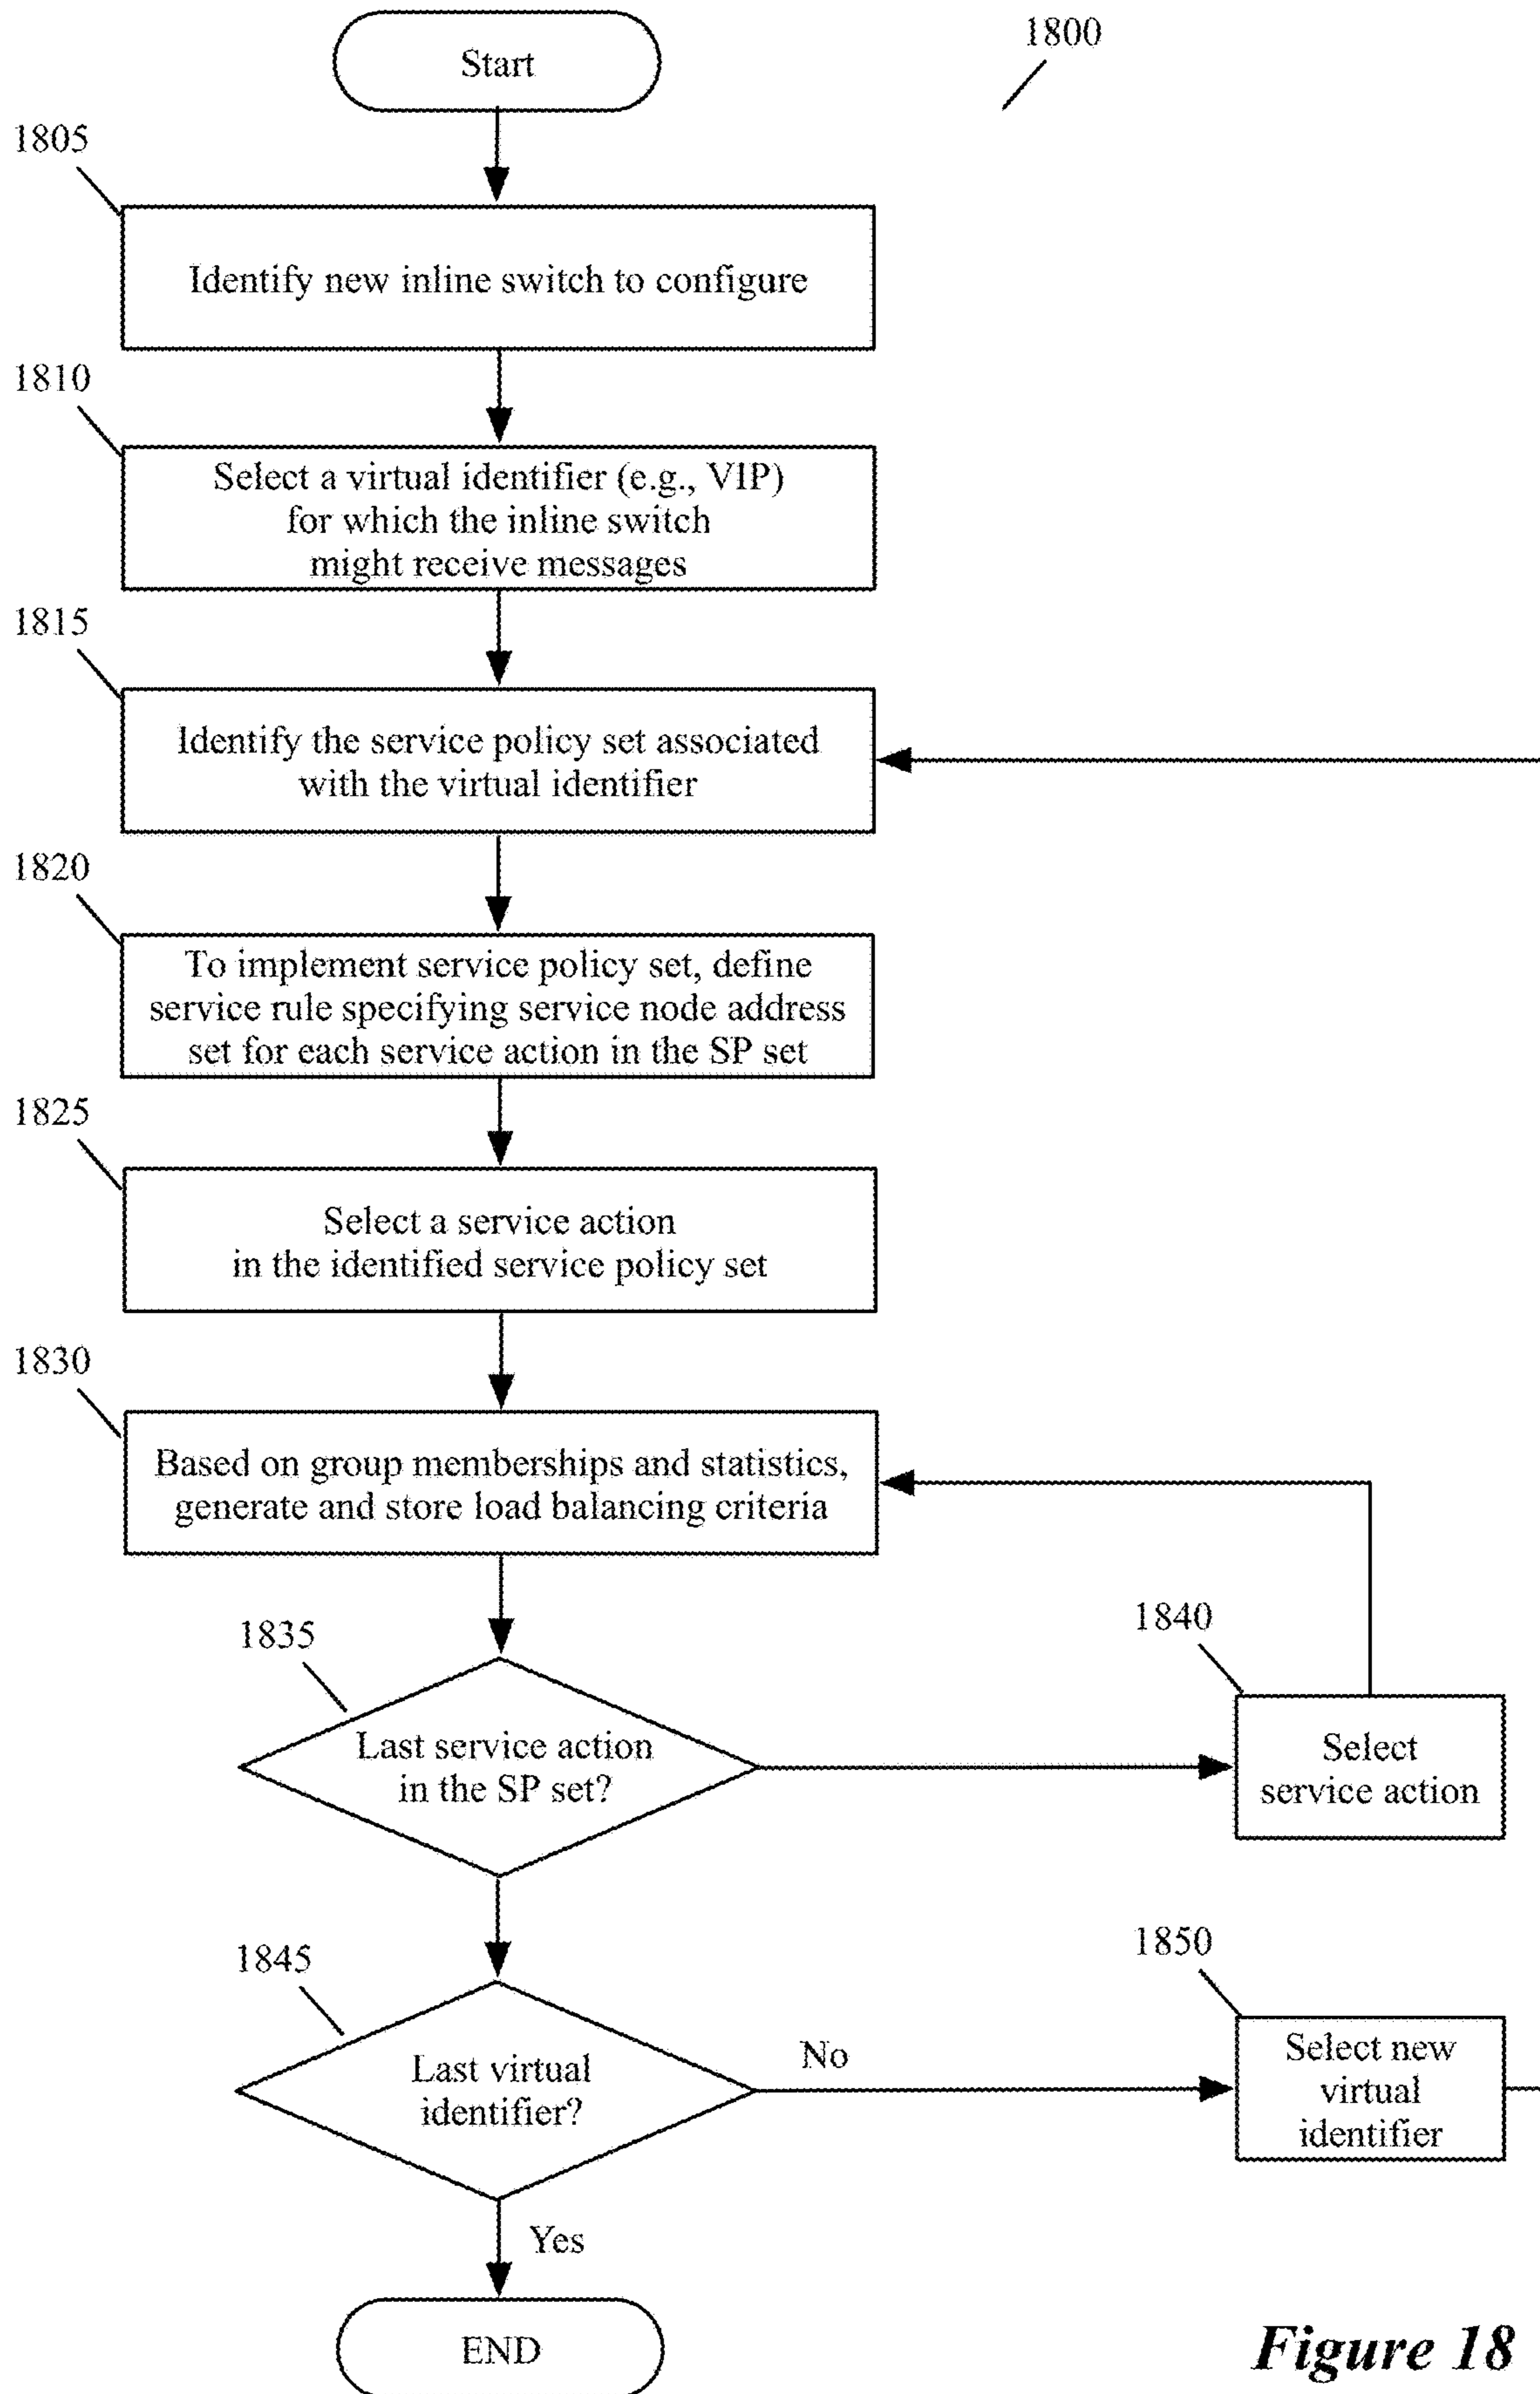 Start
1800
1805
Identify new inline switch to configure
1810
Select a virtual identifier (e.g., VIP)
for which the inline switch
might receive messages
1815
Identify the service policy set associated
with the virtual identifier
1820
To implement service policy set, define
service rule specifying service node address
set for each service action in the SP set
1825
Select a service action
in the identified service policy set
1830
Based on group memberships and statistics,
generate and store load balancing criteria
1835
Last service action
in the SP set?
1840
Select
service action
1845
Last virtual
identifier?
No
1850
Select new
virtual
identifier
Yes
END
Figure 18